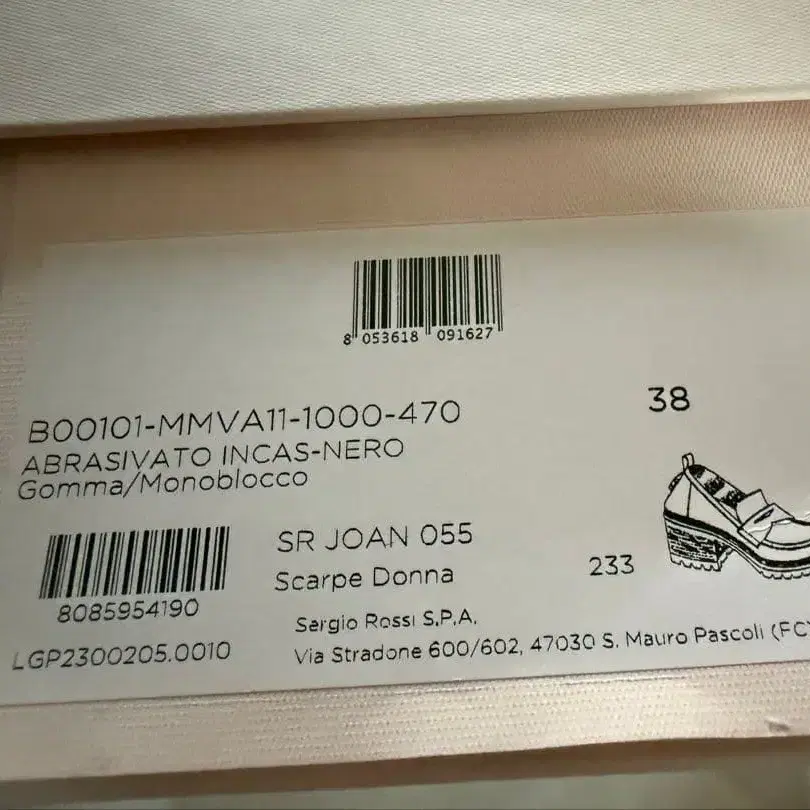 8 053618 091627
B00101-MMVA11-1000-470
38
ABRASIVATO INCAS-NERO
Gomma/Monoblocco
8085954190
SR JOAN 055
Scarpe Donna
233
LGP2300205.0010
Sergio Rossi S.P.A.
Via Stradone 600/602, 47030 S. Mauro Pascoli (FC